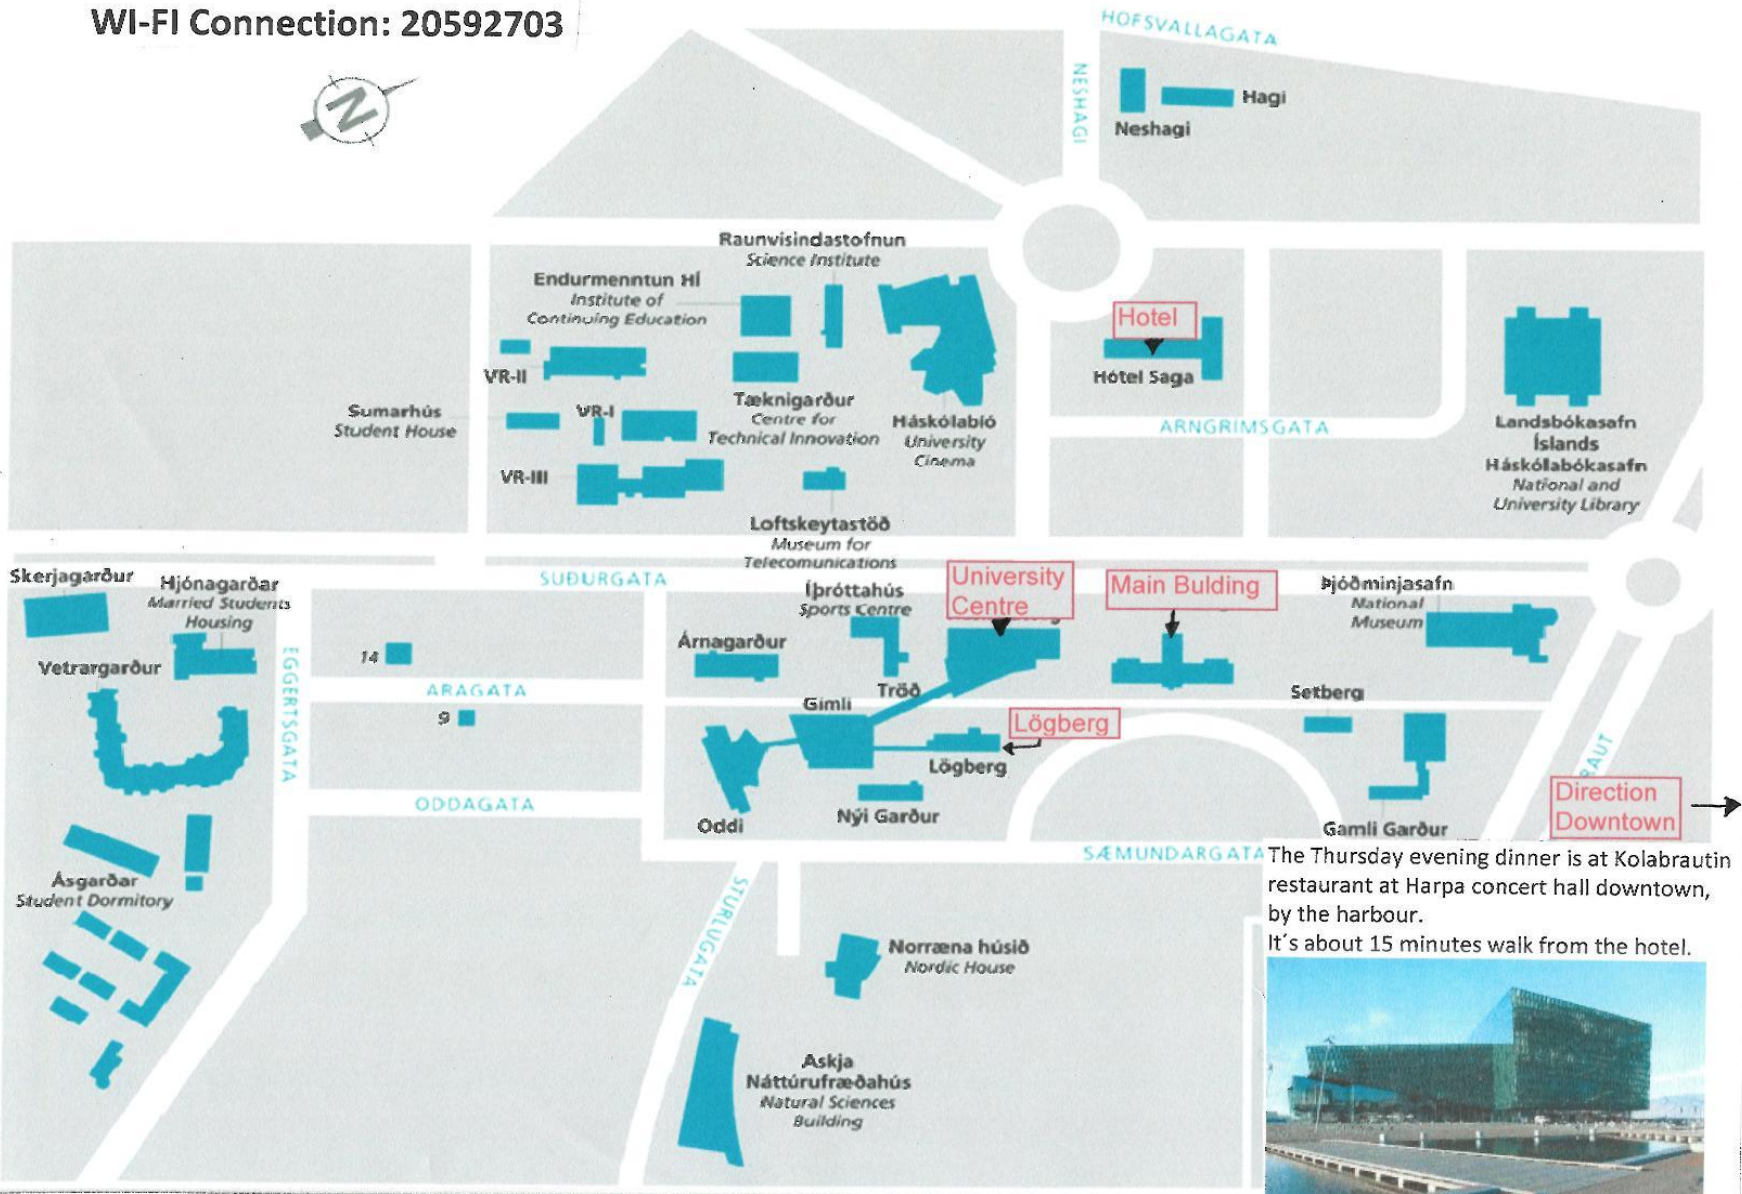 WI-FI Connection: 20592703
N
HOFSVALLAGATA
NESHAGI
Hagi
Neshagi
Raunvísindastofnun
Science Institute
Endurmenntun HÍ
Institute of
Continuing Education
Hotel
Hótel Saga
VR-II
Sumarhús
Student House
VR-I
Tæknigarður
Centre for
Technical Innovation
Háskólabíó
University
Cinema
ARNGRIMSGATA
Landsbókasafn
Íslands
Háskólabókasafn
National and
University Library
VR-III
Loftskeytastöð
Museum for
Telecomunications
Skerjagarður
Hjónagarðar
Married Students
Housing
SUÐURGATA
Íþróttahús
Sports Centre
University
Centre
Main Bulding
Þjóðminjasafn
National
Museum
Vetrargarður
EGGERTSGATA
14
Árnagarður
ARAGATA
Tröð
Gimli
Setberg
9
Lögberg
Lögberg
BAUT
ODDAGATA
Oddi
Nýi Garður
Direction
Downtown
Gamli Garður
SÆMUNDARGATA
Ásgarðar
Student Dormitory
STURLUGATA
The Thursday evening dinner is at Kolabrautin
restaurant at Harpa concert hall downtown,
by the harbour.
It´s about 15 minutes walk from the hotel.
Norræna húsið
Nordic House
Askja
Náttúrufræðahús
Natural Sciences
Building